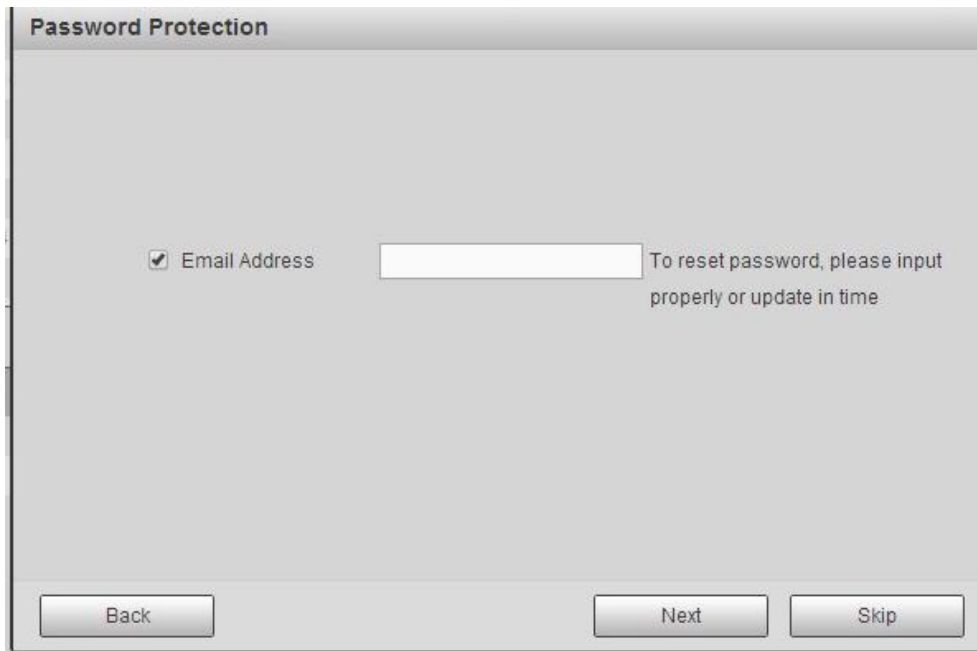 Password Protection
Email Address
To reset password, please input
properly or update in time
Back
Next
Skip